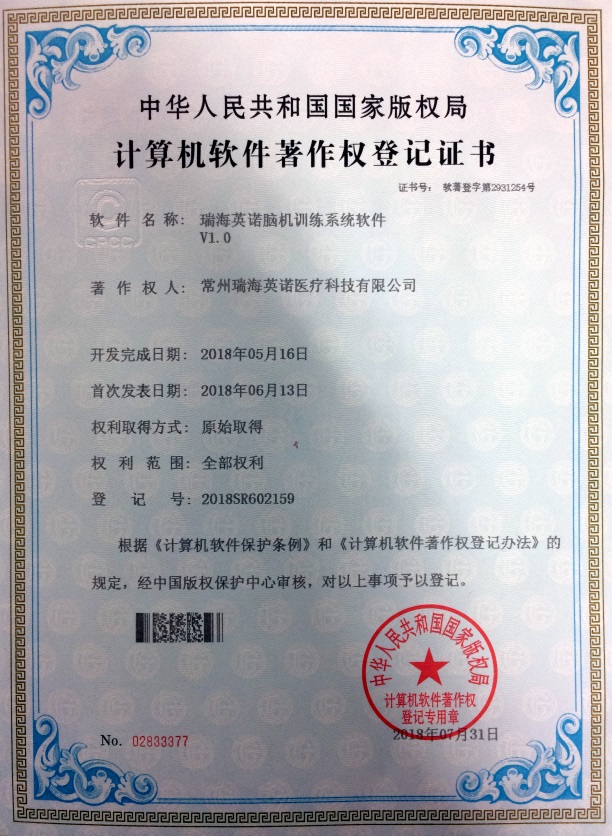 中华人民共和国国家版权局
计算机软件著作权登记证书
证书号： 软著登字第2931254号
CPCC
软件名称： 瑞海英诺脑机训练系统软件
V1.0
著作权人： 常州瑞海英诺医疗科技有限公司
开发完成日期： 2018年05月16日
首次发表日期： 2018年06月13日
权利取得方式： 原始取得
权利范围： 全部权利
登记号： 2018SR602159
根据《计算机软件保护条例》和《计算机软件著作权登记办法》的
规定，经中国版权保护中心审核，对以上事项予以登记。
中华人民共和国国家版权局
计算机软件著作权
登记专用章
No. 02833377
2018年07月31日